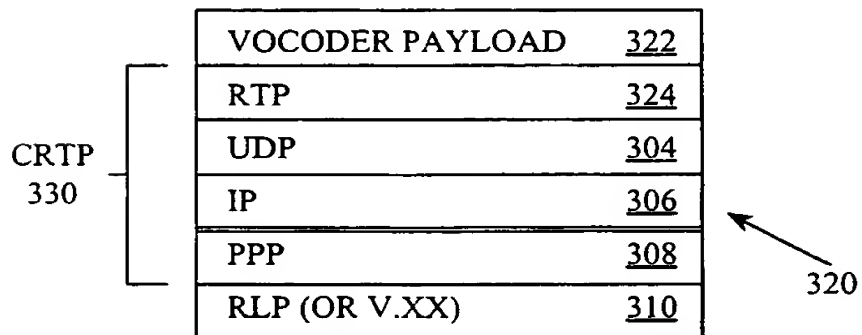 VOCODER PAYLOAD 322
RTP 324
UDP 304
CRTP
330
IP 306
PPP 308
320
RLP (OR V.XX) 310